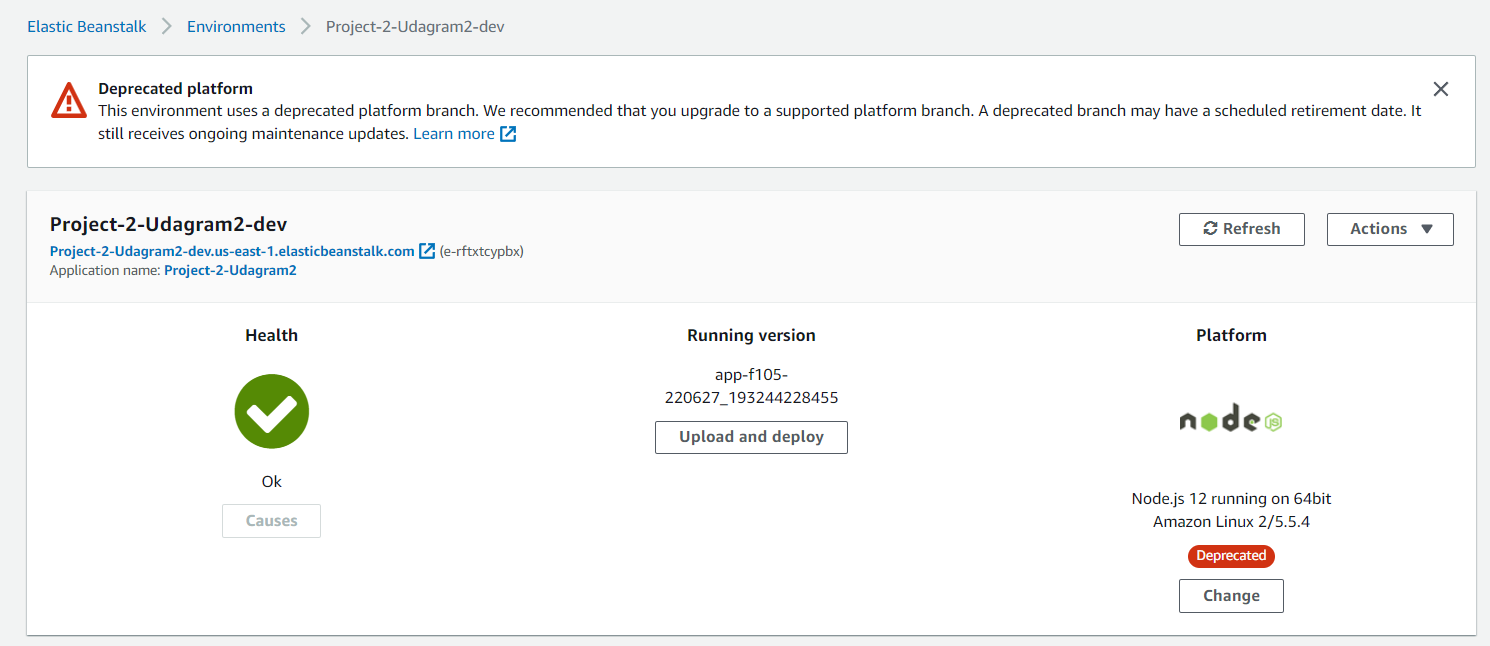 Elastic Beanstalk > Environments > Project-2-Udagram2-dev
Deprecated platform
This environment uses a deprecated platform branch. We recommended that you upgrade to a supported platform branch. A deprecated branch may have a scheduled retirement date. It
still receives ongoing maintenance updates. Learn more
Project-2-Udagram2-dev
Refresh
Actions
Project-2-Udagram2-dev.us-east-1.elasticbeanstalk.com (e-rftxtcypbx)
Application name: Project-2-Udagram2
Health
Ok
Causes
Running version
app-f105-
220627_193244228455
Upload and deploy
Platform
node JS
Node.js 12 running on 64bit
Amazon Linux 2/5.5.4
Deprecated
Change